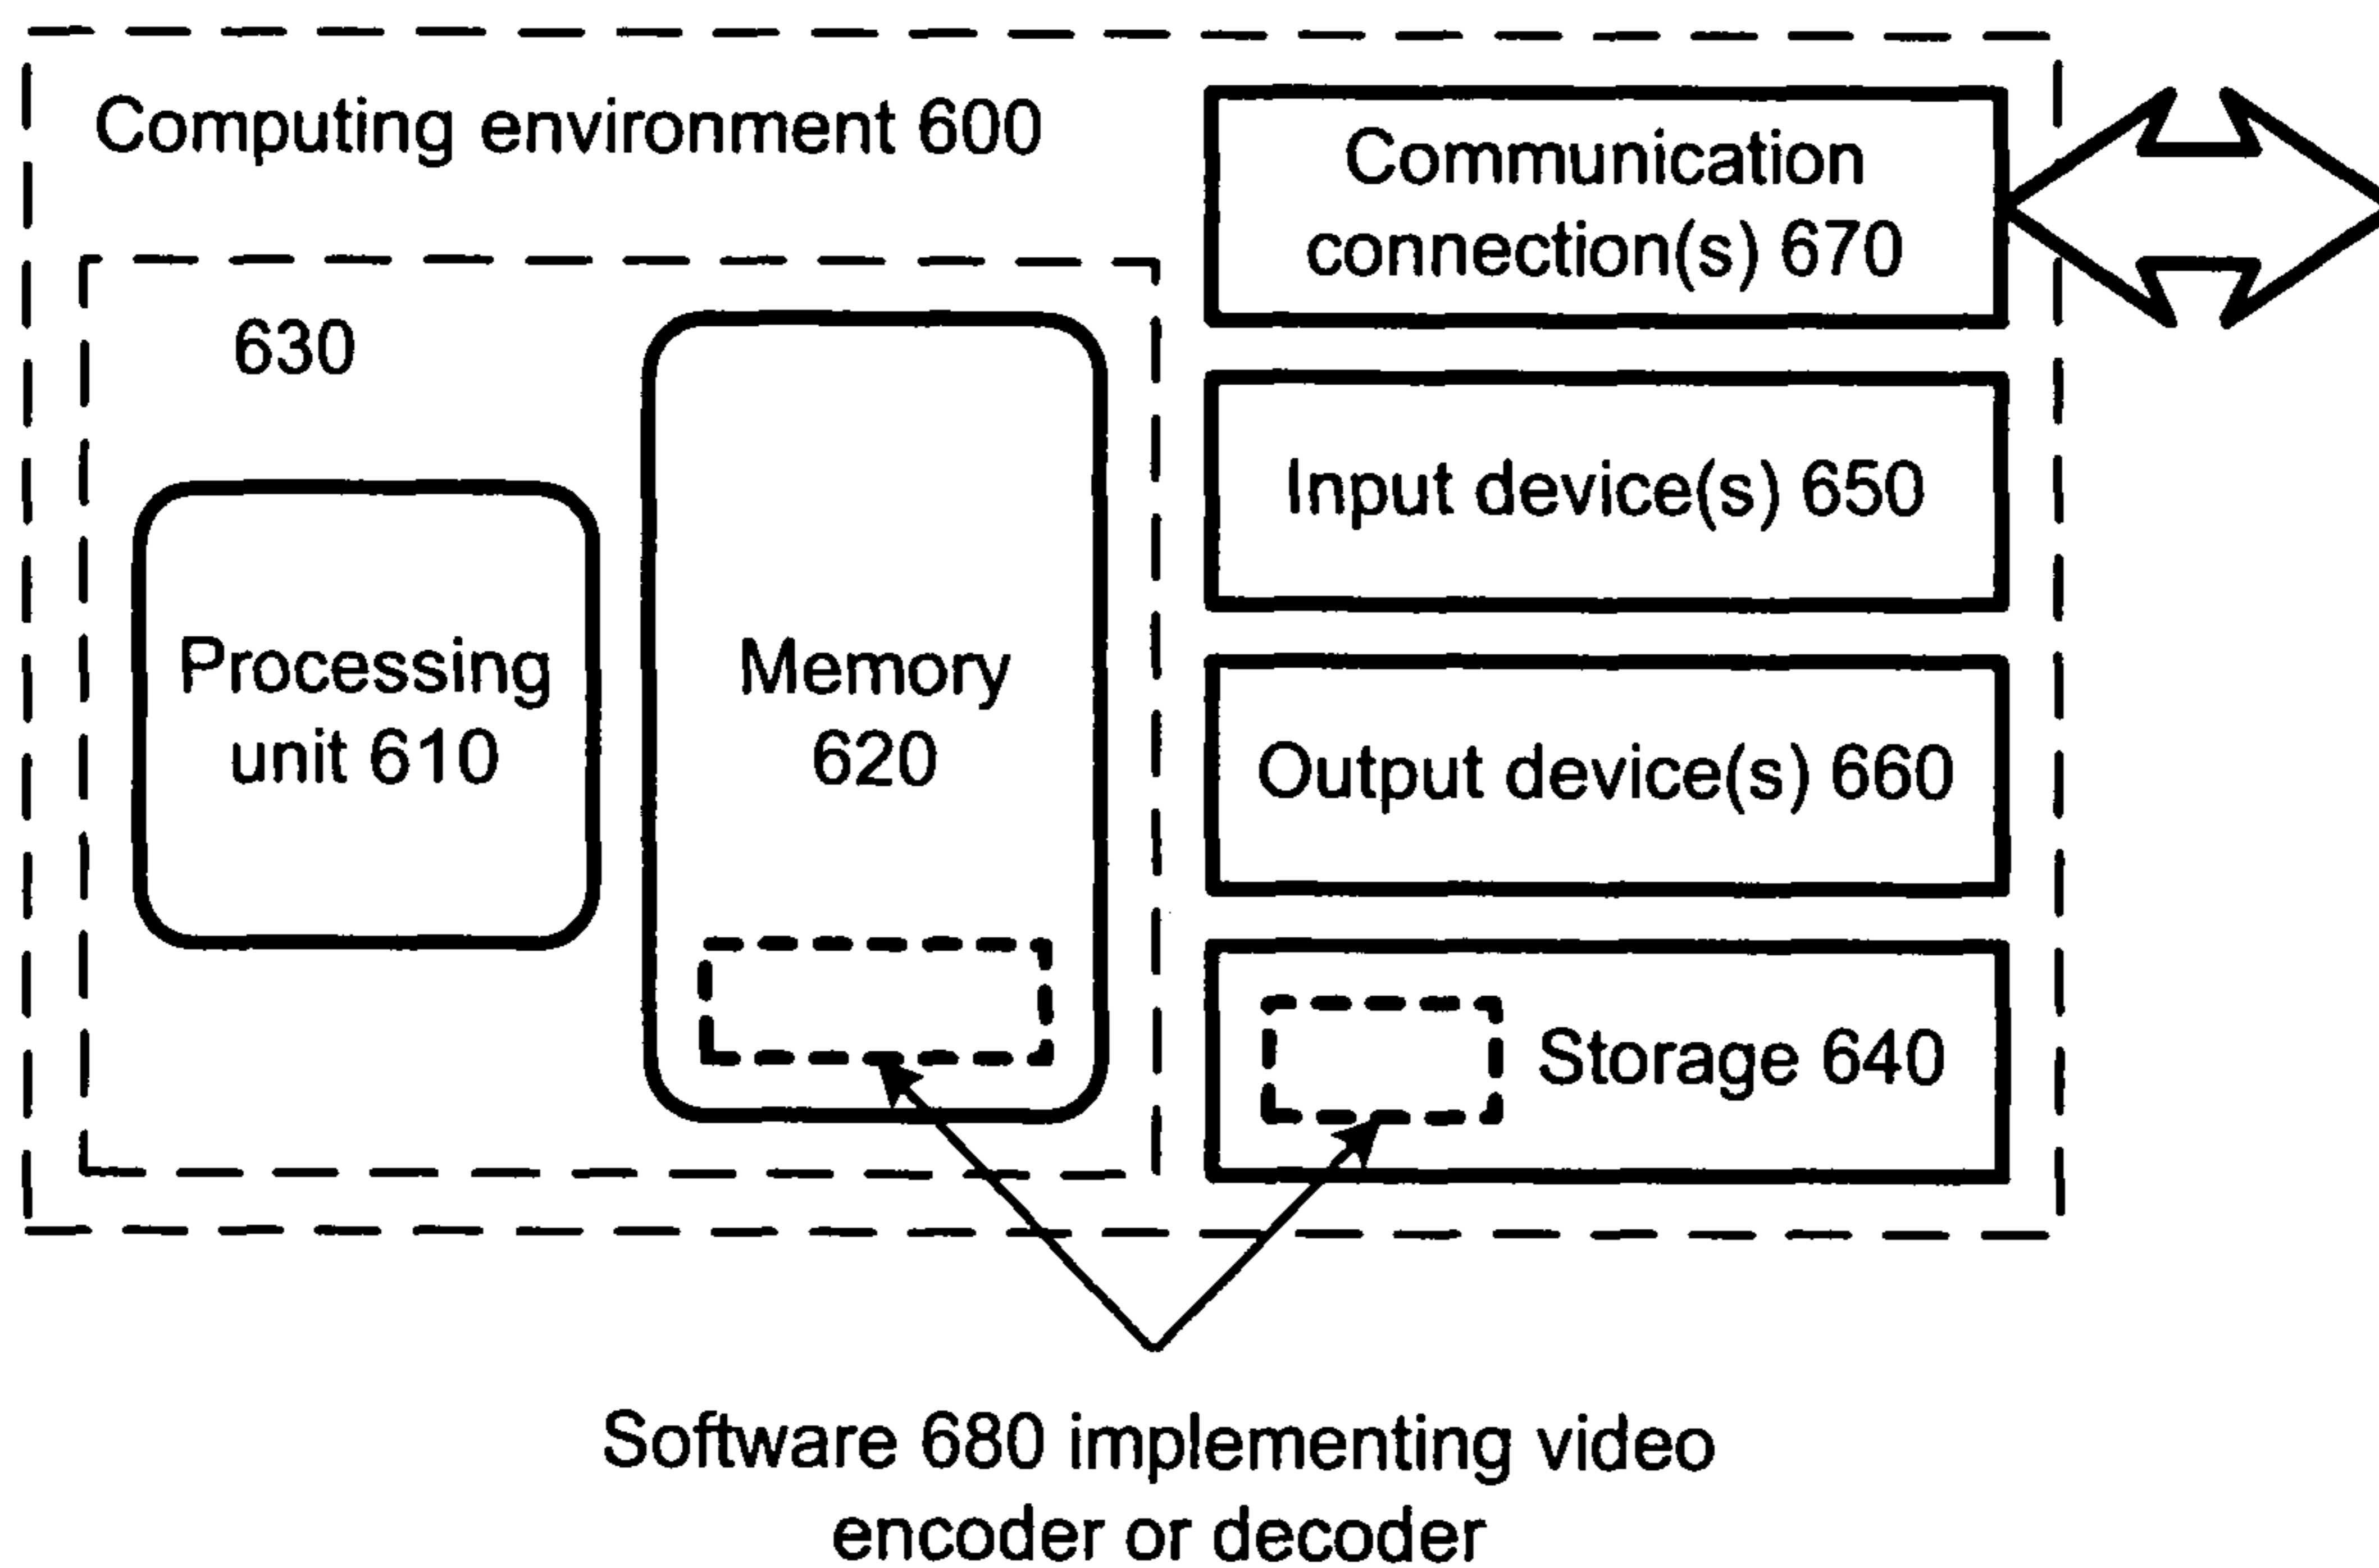 Computing environment 600
Communication
connection(s) 670
630
Input device(s) 650
Processing
unit 610
Memory
620
Output device(s) 660
Storage 640
Software 680 implementing video
encoder or decoder